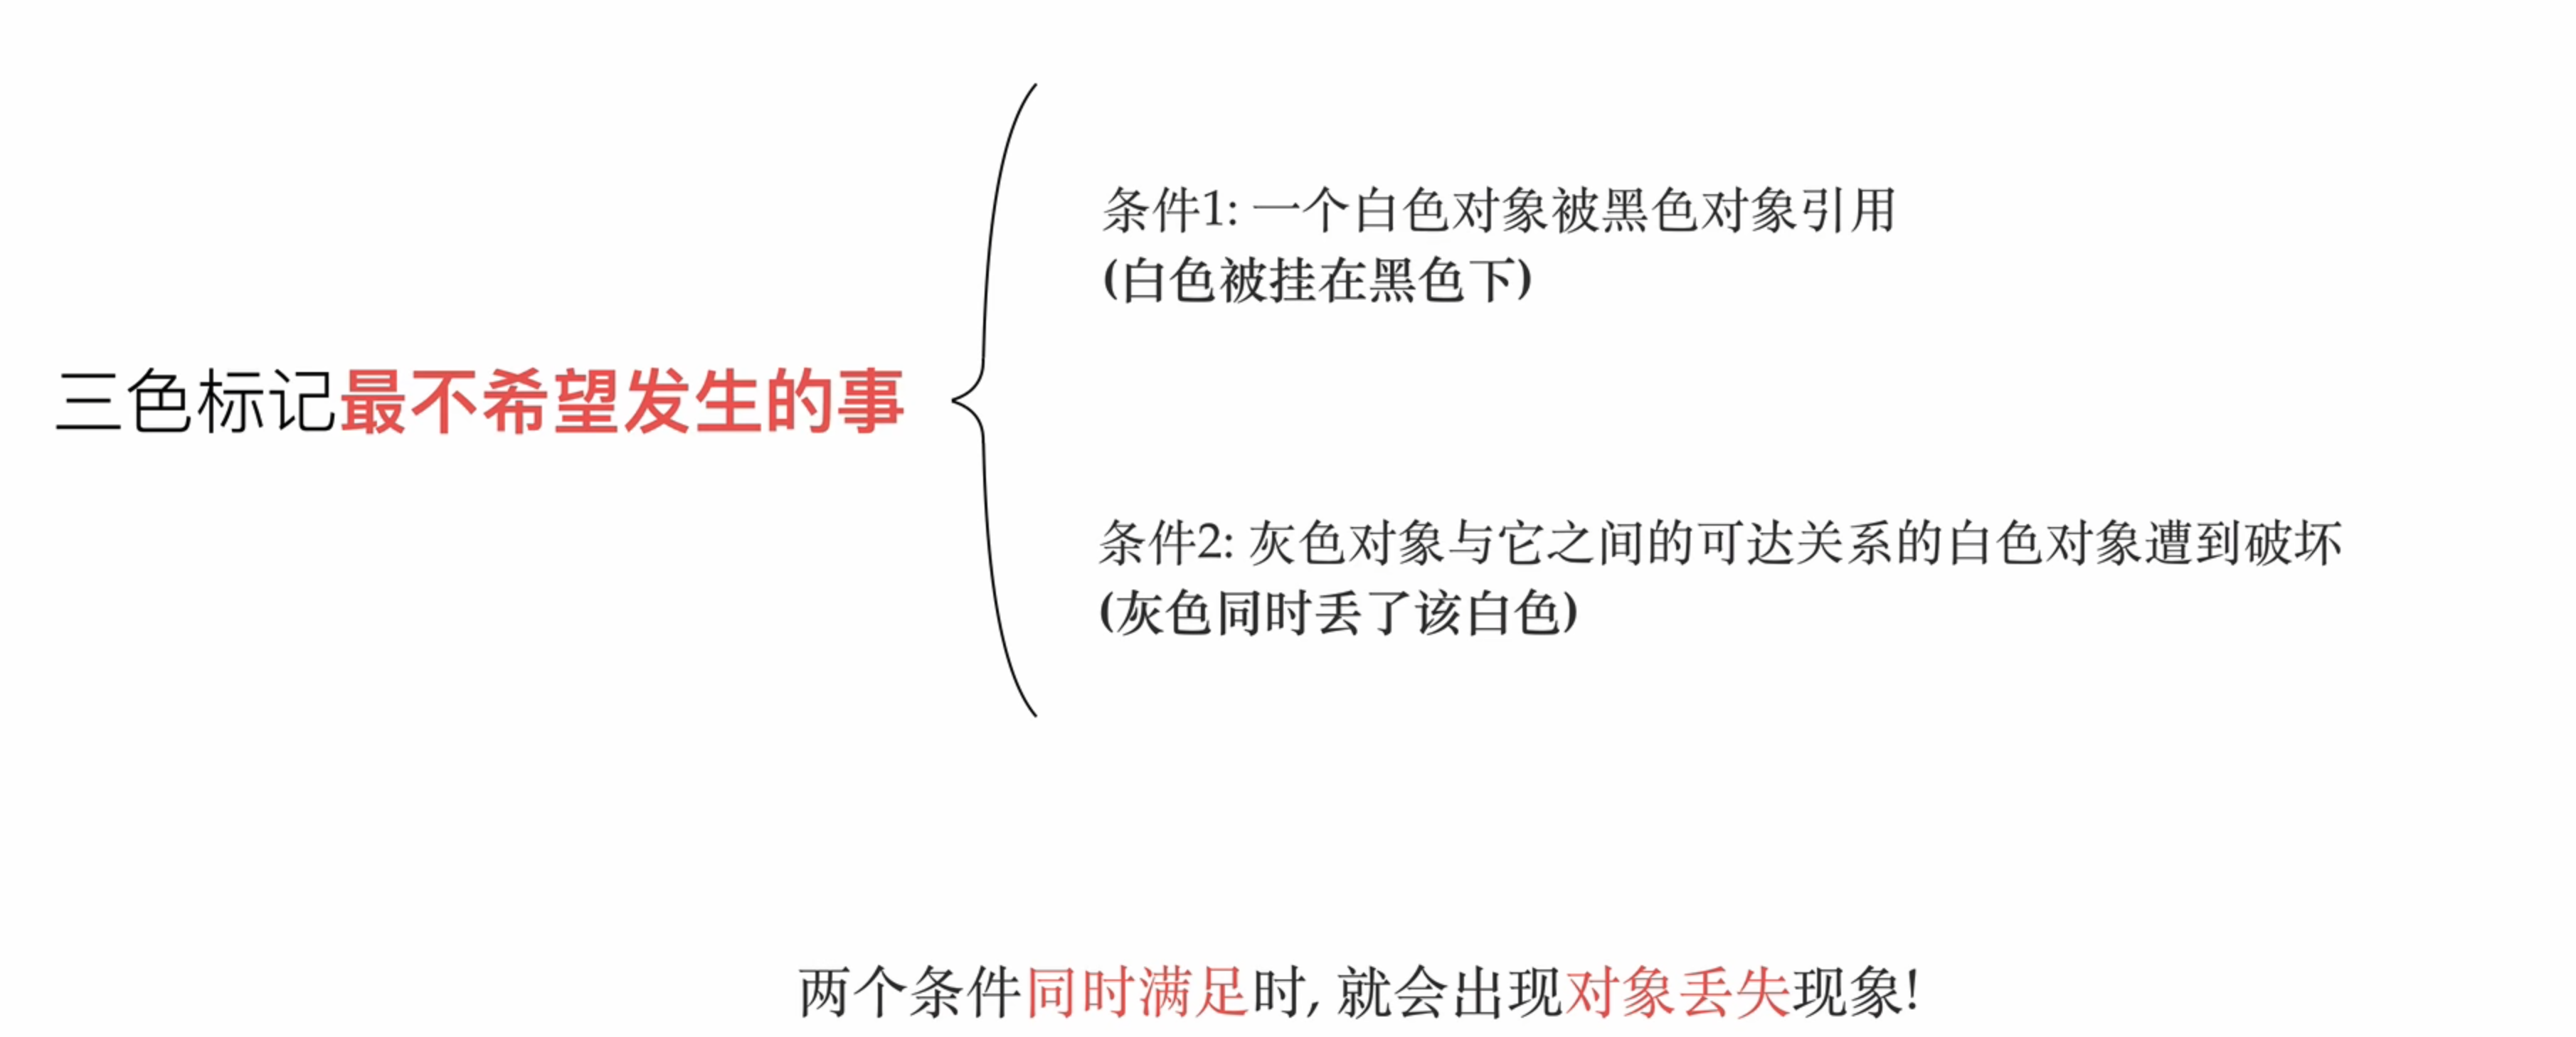 三色标记最不希望发生的事
条件1: 一个白色对象被黑色对象引用
(白色被挂在黑色下)
条件2: 灰色对象与它之间的可达关系的白色对象遭到破坏
(灰色同时丢了该白色)
两个条件同时满足时, 就会出现对象丢失现象!